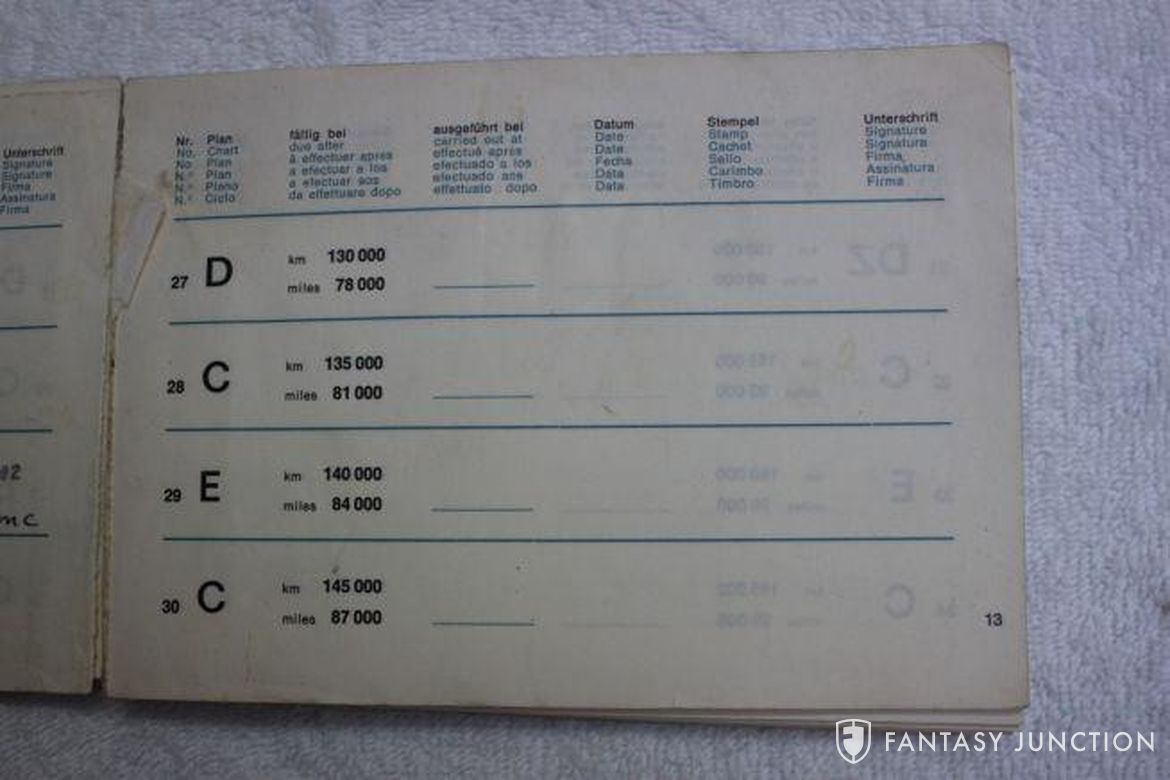 Unterschrift
Signature
Signature
Firma
Assinatura
Firma
12
mc
Nr. Plan fällig bei ausgeführt bei Datum Stempel Unterschrift
No. Chart due after carried out at Date Stamp Signature
No Plan à effectuer après effectué après Date Cachet Signature
N.º Plan a efectuar a los efectuado a los Fecha Sello Firma
N.º Plano a efectuar aos efectuado aos Data Carimbo Assinatura
N.º Ciclo da effettuare dopo effettuato dopo Data Timbro Firma
27 D km 130 000
miles 78 000
28 C km 135 000
miles 81 000
29 E km 140 000
miles 84 000
30 C km 145 000
miles 87 000
13
FANTASY JUNCTION